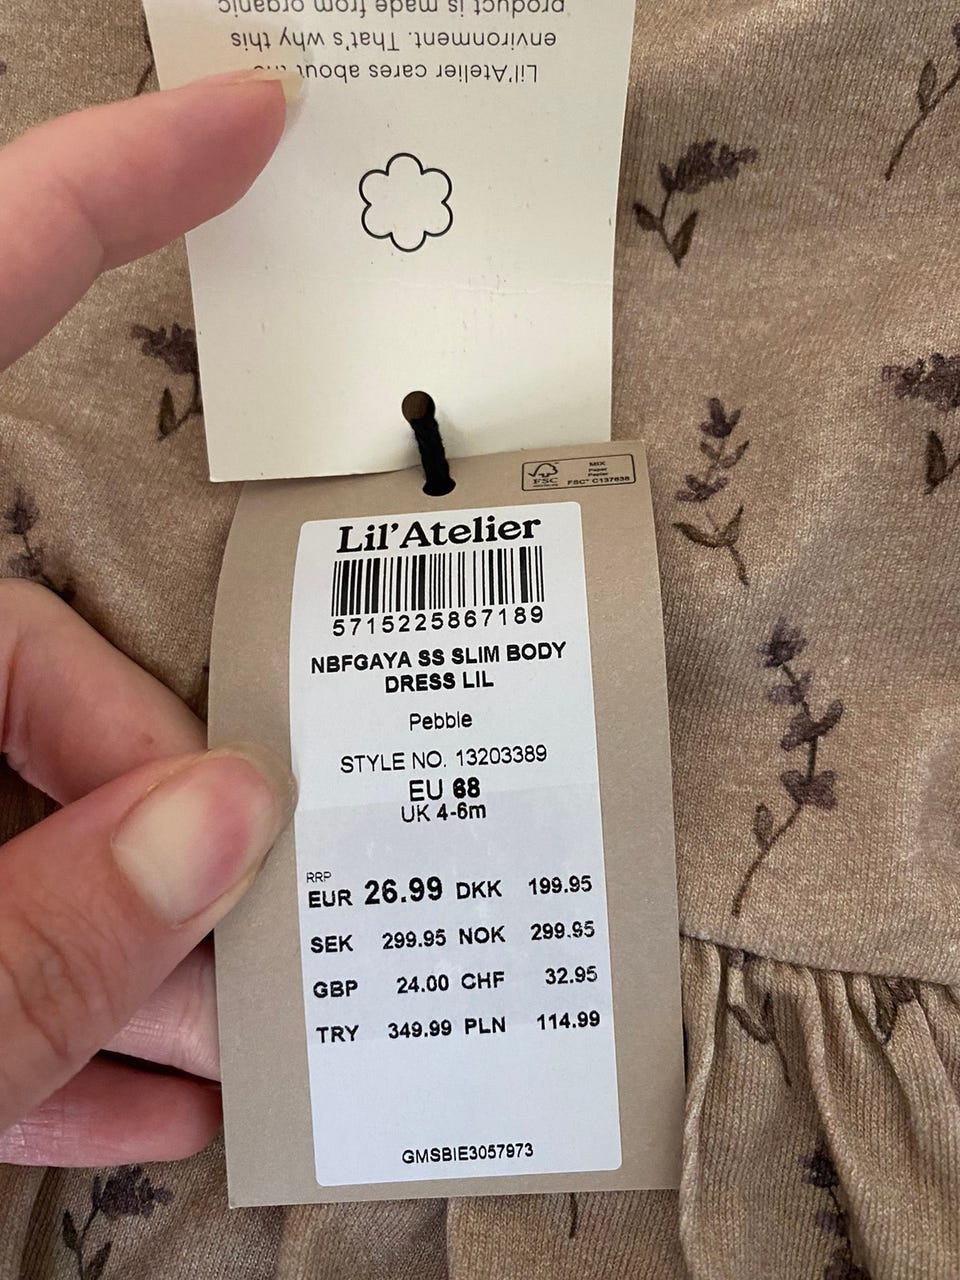 Lil'Atelier cares about the
environment. That's why this
product is made from organic
FSC
MIX
FSC® C137638
Lil'Atelier
5715225867189
NBFGAYA SS SLIM BODY
DRESS LIL
Pebble
STYLE NO. 13203389
EU 68
UK 4-6m
RRP
EUR 26.99 DKK 199.95
SEK 299.95 NOK 299.95
GBP 24.00 CHF 32.95
TRY 349.99 PLN 114.99
GMSBIE3057973